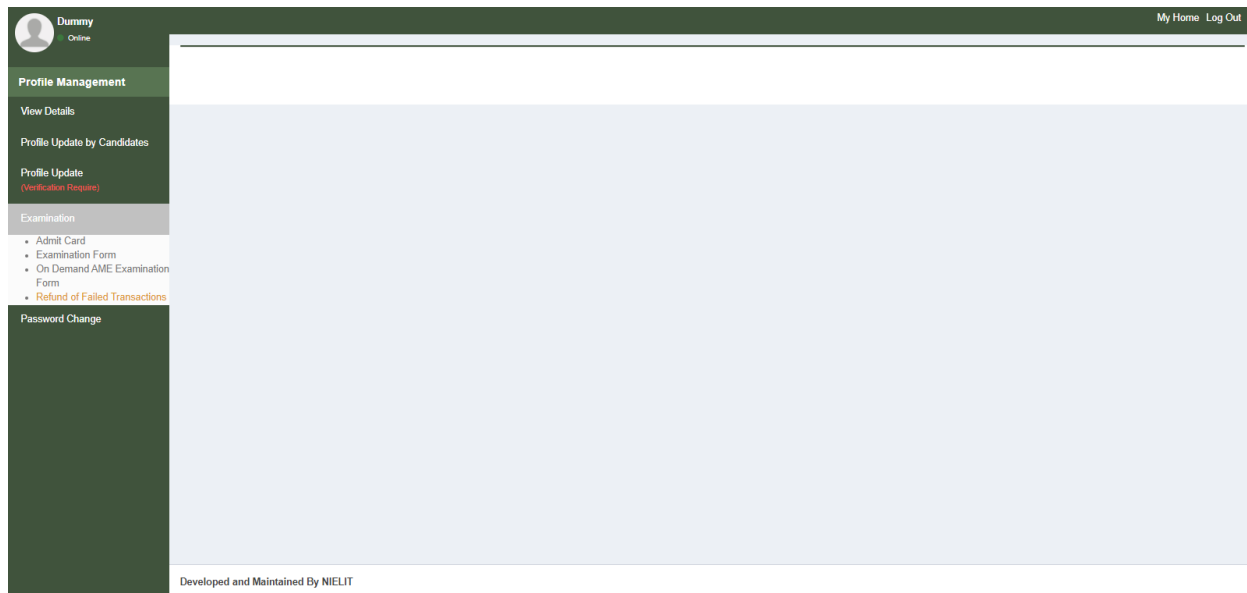 Dummy
Online
My Home Log Out
Profile Management
View Details
Profile Update by Candidates
Profile Update
(Verification Require)
Examination
Admit Card
Examination Form
On Demand AME Examination
Form
Refund of Failed Transactions
Password Change
Developed and Maintained By NIELIT